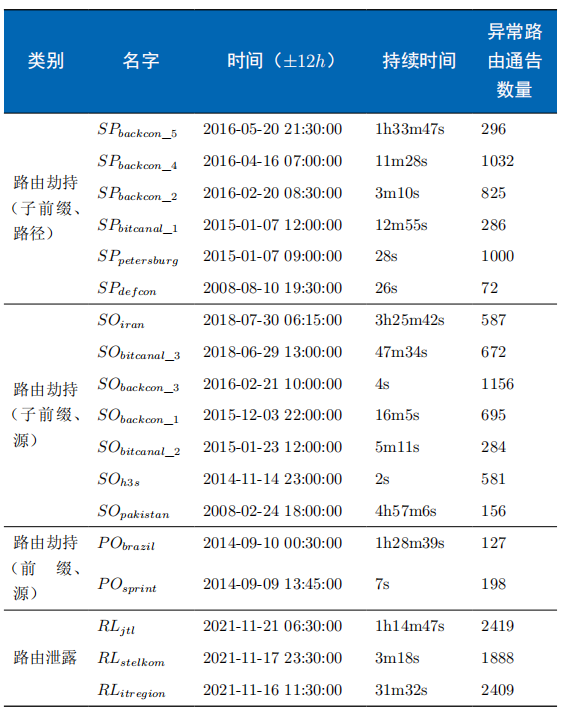 类别 名字 时间（±12h） 持续时间 异常路由通告数量
路由劫持（子前缀、路径）
SPbackcon_5 2016-05-20 21:30:00 1h33m47s 296
SPbackcon_4 2016-04-16 07:00:00 11m28s 1032
SPbackcon_2 2016-02-20 08:30:00 3m10s 825
SPbitcanal_1 2015-01-07 12:00:00 12m55s 286
SPpetersburg 2015-01-07 09:00:00 28s 1000
SPdefcon 2008-08-10 19:30:00 26s 72
路由劫持（子前缀、源）
SOiran 2018-07-30 06:15:00 3h25m42s 587
SObitcanal_3 2018-06-29 13:00:00 47m34s 672
SObackcon_3 2016-02-21 10:00:00 4s 1156
SObackcon_1 2015-12-03 22:00:00 16m5s 695
SObitcanal_2 2015-01-23 12:00:00 5m11s 284
SOh3s 2014-11-14 23:00:00 2s 581
SOpakistan 2008-02-24 18:00:00 4h57m6s 156
路由劫持（前缀、源）
PObrazil 2014-09-10 00:30:00 1h28m39s 127
POsprint 2014-09-09 13:45:00 7s 198
路由泄露
RLjtl 2021-11-21 06:30:00 1h14m47s 2419
RLstelkom 2021-11-17 23:30:00 3m18s 1888
RLitregion 2021-11-16 11:30:00 31m32s 2409